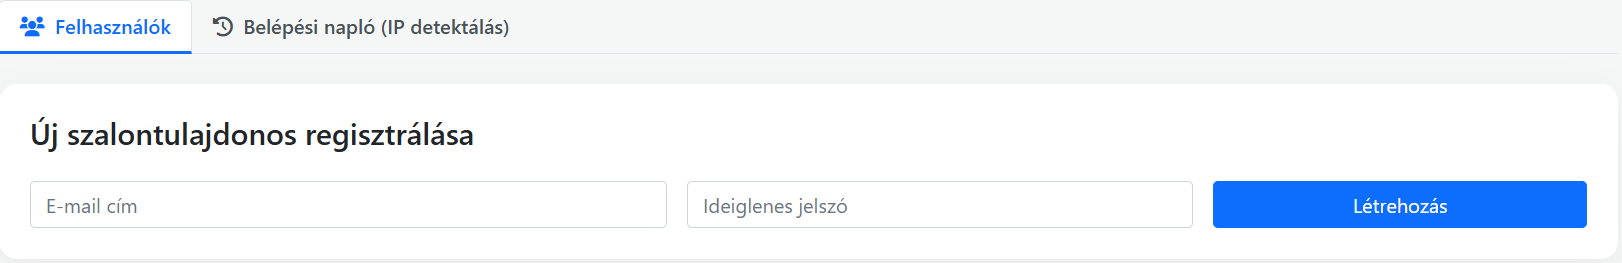 Felhasználók
Belépési napló (IP detektálás)
Új szalontulajdonos regisztrálása
E-mail cím
Ideiglenes jelszó
Létrehozás